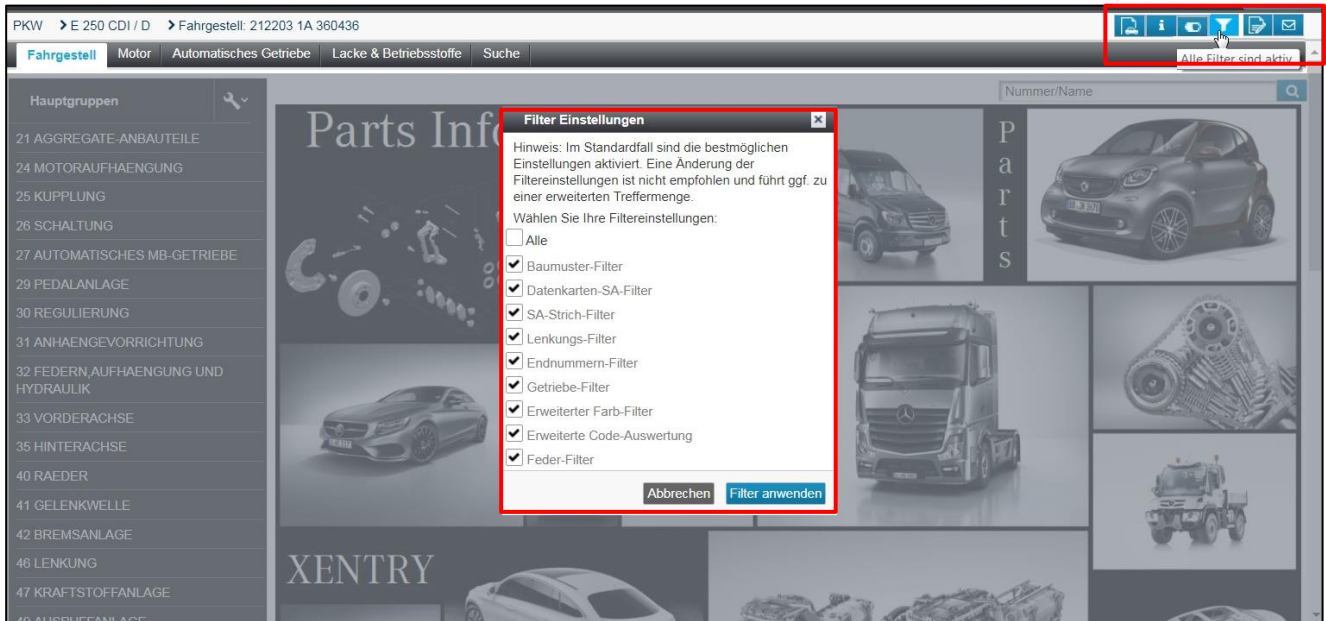 PKW > E 250 CDI / D > Fahrgestell: 212203 1A 360436
Alle Filter sind aktiv
Fahrgestell Motor Automatisches Getriebe Lacke & Betriebsstoffe Suche
Hauptgruppen
Nummer/Name
21 AGGREGATE-ANBAUTEILE
24 MOTORAUFHAENGUNG
25 KUPPLUNG
26 SCHALTUNG
27 AUTOMATISCHES MB-GETRIEBE
29 PEDALANLAGE
30 REGULIERUNG
31 ANHAENGEVORRICHTUNG
32 FEDERN,AUFHAENGUNG UND
HYDRAULIK
33 VORDERACHSE
35 HINTERACHSE
40 RAEDER
41 GELENKWELLE
42 BREMSANLAGE
46 LENKUNG
47 KRAFTSTOFFANLAGE
49 AUSPUFFANLAGE
Parts Info
Parts
XENTRY
Filter Einstellungen
Hinweis: Im Standardfall sind die bestmöglichen
Einstellungen aktiviert. Eine Änderung der
Filtereinstellungen ist nicht empfohlen und führt ggf. zu
einer erweiterten Treffermenge.
Wählen Sie Ihre Filtereinstellungen:
Alle
Baumuster-Filter
Datenkarten-SA-Filter
SA-Strich-Filter
Lenkungs-Filter
Endnummern-Filter
Getriebe-Filter
Erweiterter Farb-Filter
Erweiterte Code-Auswertung
Feder-Filter
Abbrechen Filter anwenden